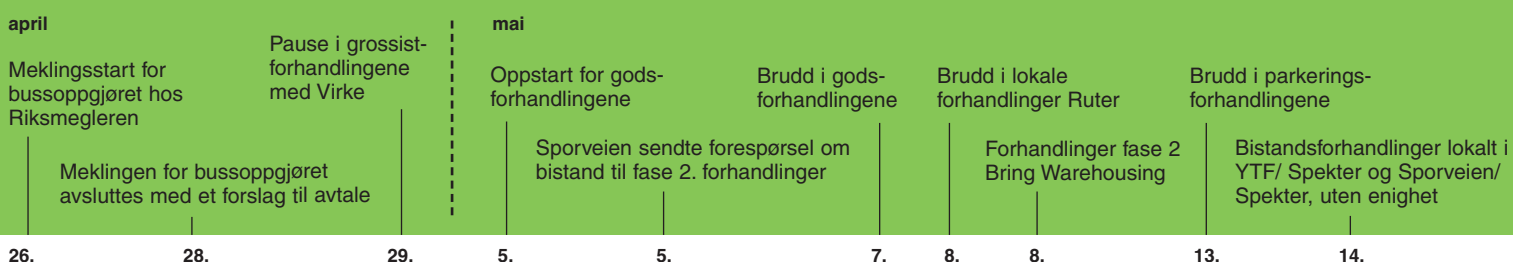 april
Meklingsstart for
bussoppgjøret hos
Riksmegleren
Meklingen for bussoppgjøret
avsluttes med et forslag til avtale
Pause i grossist-
forhandlingene
med Virke
mai
Oppstart for gods-
forhandlingene
Sporveien sendte forespørsel om
bistand til fase 2. forhandlinger
Brudd i gods-
forhandlingene
Brudd i lokale
forhandlinger Ruter
Forhandlinger fase 2
Bring Warehousing
Brudd i parkerings-
forhandlingene
Bistandsforhandlinger lokalt i
YTF/ Spekter og Sporveien/
Spekter, uten enighet
26. 28. 29. 5. 5. 7. 8. 8. 13. 14.